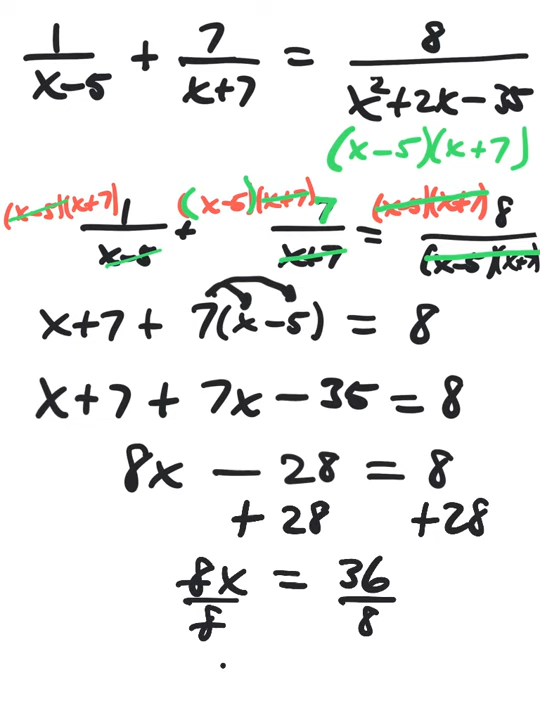 1/(x-5) + 7/(x+7) = 8/(x²+2x-35)
(x-5)(x+7)
(x-5)(x+7) 1/(x-5) + (x-5)(x+7) 7/(x+7) = (x-5)(x+7) 8/((x-5)(x+7))
x+7 + 7(x-5) = 8
x+7+7x-35=8
8x - 28 = 8
+28 +28
8x/8 = 36/8